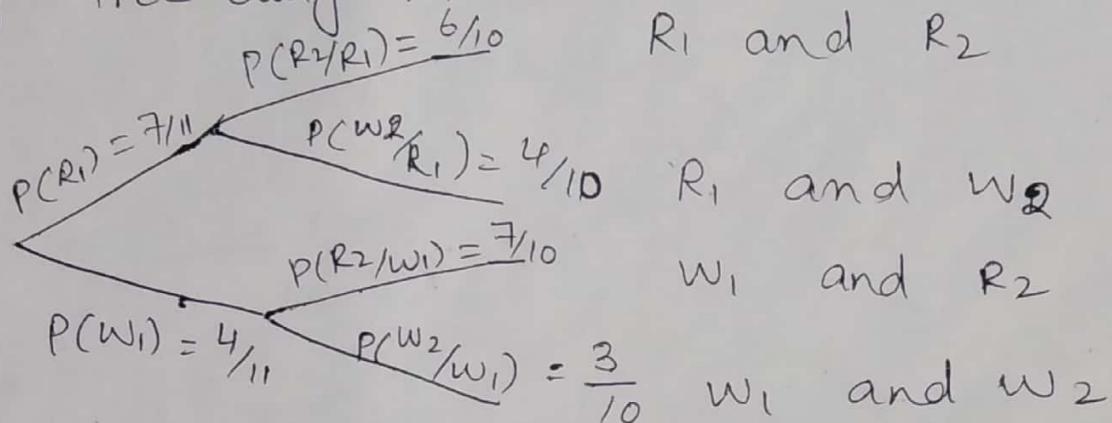 P(R2/R1) = 6/10 R1 and R2
P(R1) = 7/11
P(W2/R1) = 4/10 R1 and W2
P(R2/W1) = 7/10 W1 and R2
P(W1) = 4/11
P(W2/W1) = 3/10 W1 and W2